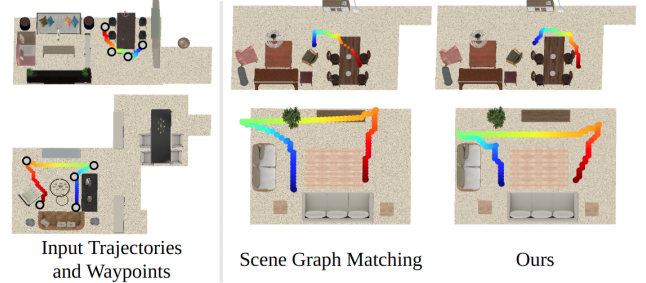 Input Trajectories
and Waypoints
Scene Graph Matching
Ours